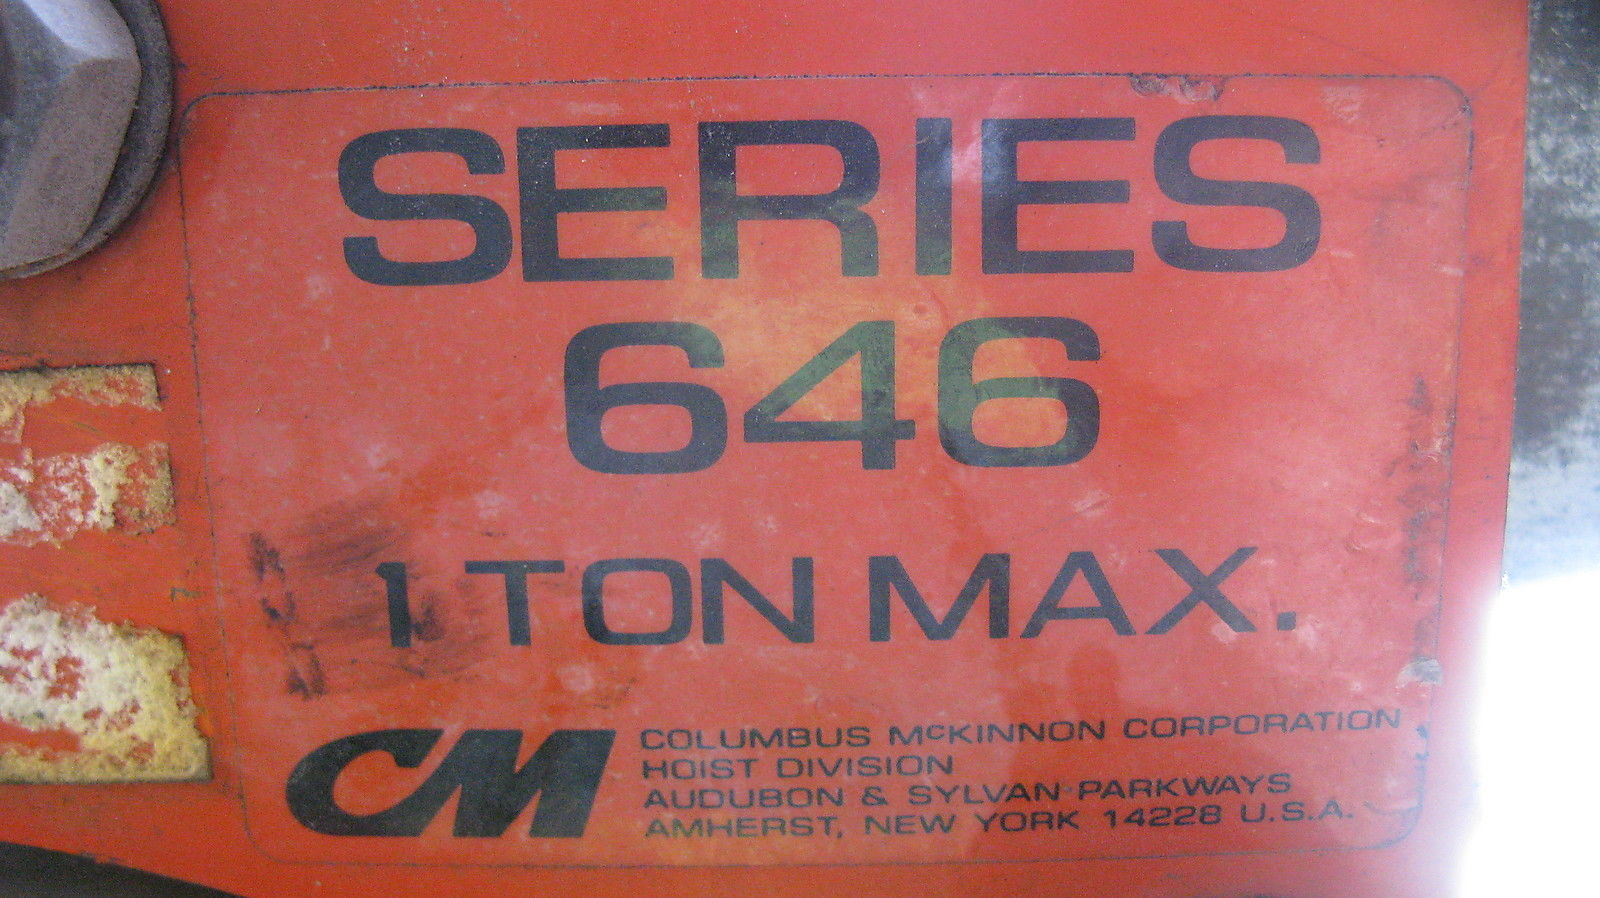 SERIES
646
1 TON MAX.
CM
COLUMBUS McKINNON CORPORATION
HOIST DIVISION
AUDUBON & SYLVAN PARKWAYS
AMHERST, NEW YORK 14228 U.S.A.